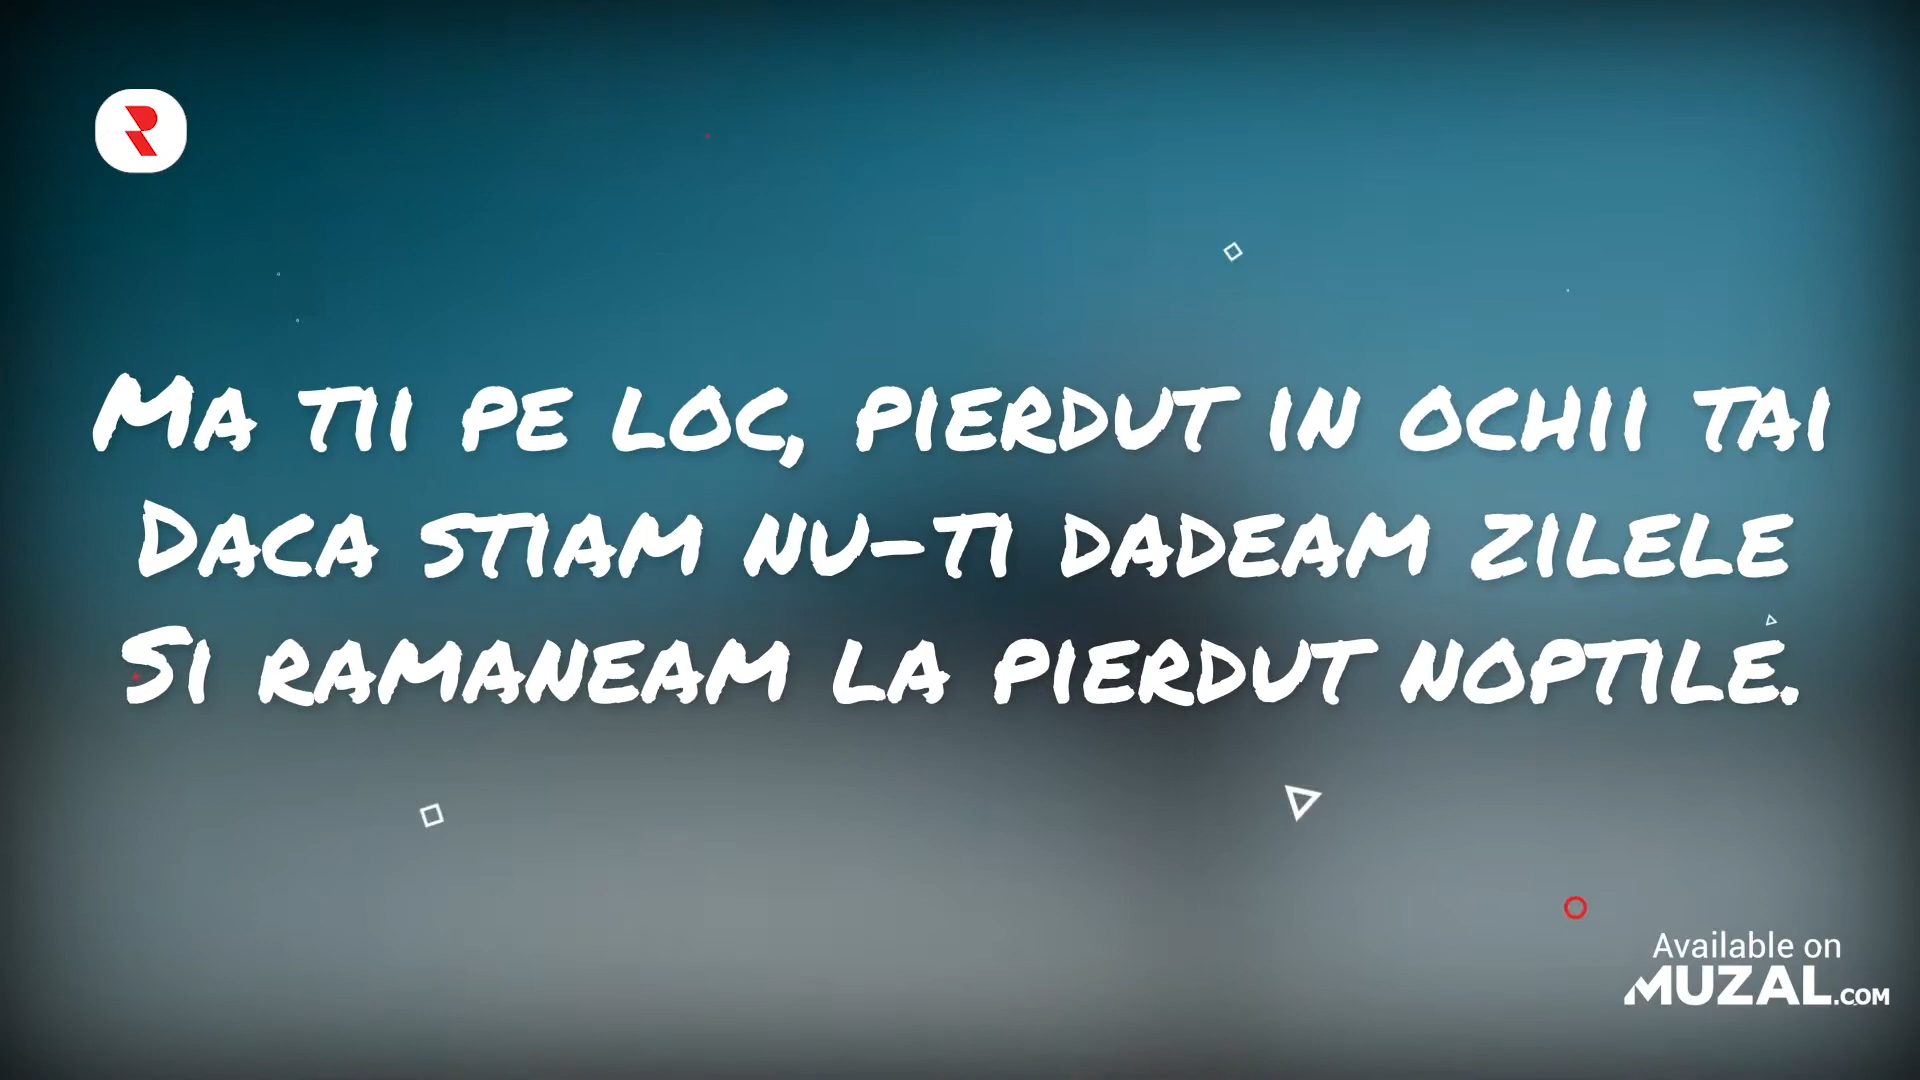 Ma tii pe loc, pierdut in ochii tai
Daca stiam nu-ti dadeam zilele
Si ramaneam la pierdut noptile.
Available on
MUZAL.COM